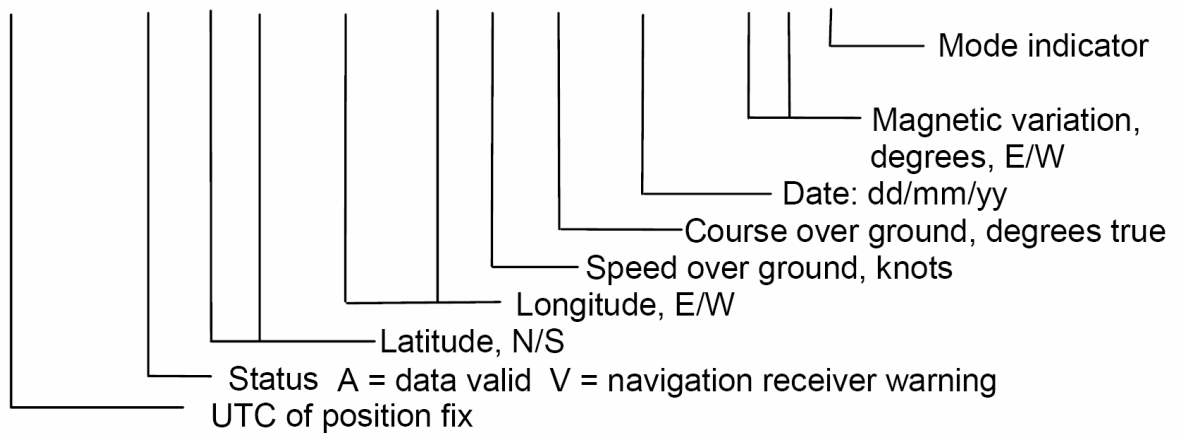 Mode indicator
Magnetic variation,
degrees, E/W
Date: dd/mm/yy
Course over ground, degrees true
Speed over ground, knots
Longitude, E/W
Latitude, N/S
Status A = data valid V = navigation receiver warning
UTC of position fix